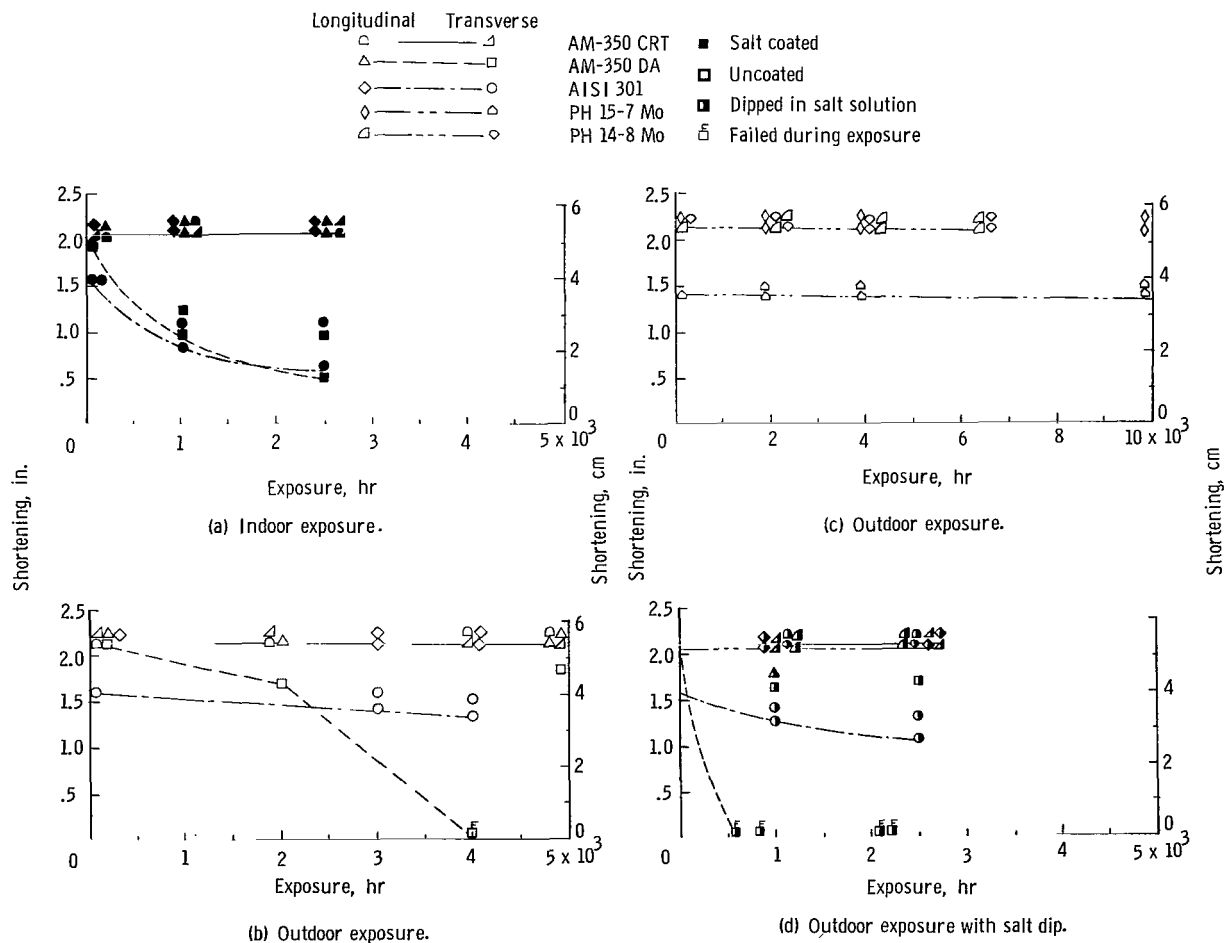 Longitudinal Transverse
AM-350 CRT
AM-350 DA
AISI 301
PH 15-7 Mo
PH 14-8 Mo
Salt coated
Uncoated
Dipped in salt solution
F Failed during exposure
2.5
2.0
1.5
1.0
.5
0 1 2 3 4 5 x 10³
6
4
2
0
Exposure, hr
(a) Indoor exposure.
2.5
2.0
1.5
1.0
.5
0 2 4 6 8 10 x 10³
6
4
2
0
Exposure, hr
(c) Outdoor exposure.
Shortening, in.
Shortening, cm
Shortening, in.
Shortening, cm
2.5
2.0
1.5
1.0
.5
0 1 2 3 4 5 x 10³
6
4
2
0
F
Exposure, hr
(b) Outdoor exposure.
2.5
2.0
1.5
1.0
.5
0 1 2 3 4 5 x 10³
6
4
2
0
F F F F
Exposure, hr
(d) Outdoor exposure with salt dip.